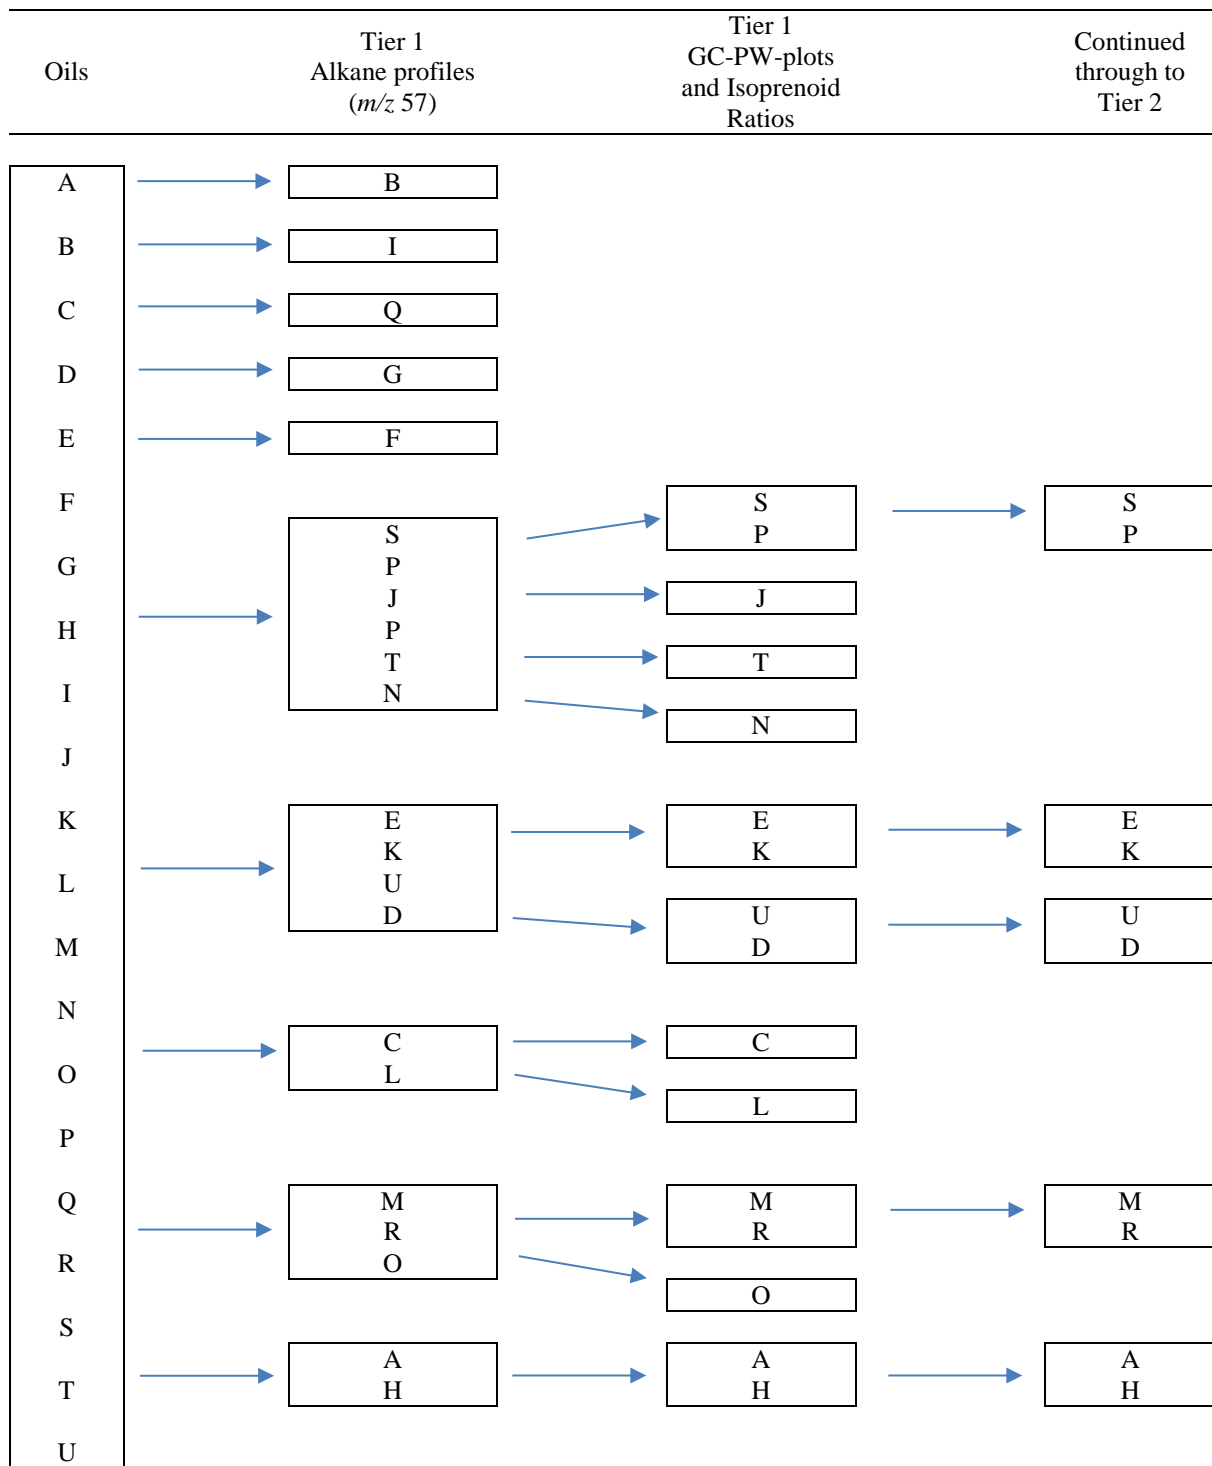 Oils
Tier 1
Alkane profiles
(m/z 57)
Tier 1
GC-PW-plots
and Isoprenoid
Ratios
Continued
through to
Tier 2
A
B
C
D
E
F
G
H
I
J
K
L
M
N
O
P
Q
R
S
T
U
B
I
Q
G
F
S
P
J
P
T
N
E
K
U
D
C
L
M
R
O
A
H
S
P
J
T
N
E
K
U
D
C
L
M
R
O
A
H
S
P
E
K
U
D
M
R
A
H